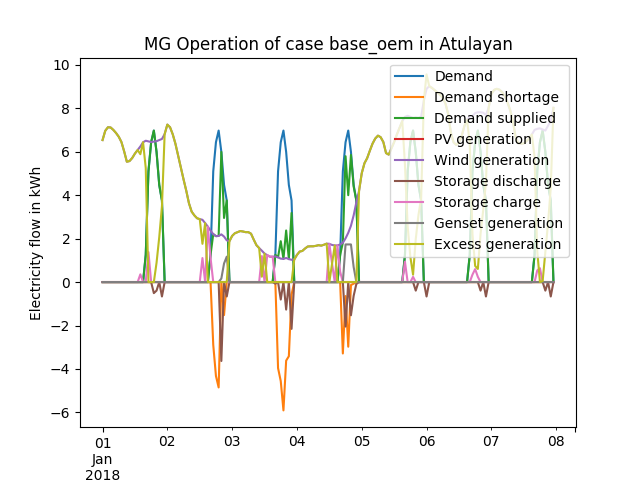 MG Operation of case base_oem in Atulayan
Electricity flow in kWh
10
8
6
4
2
0
−2
−4
−6
01
Jan
2018
02
03
04
05
06
07
08
Demand
Demand shortage
Demand supplied
PV generation
Wind generation
Storage discharge
Storage charge
Genset generation
Excess generation